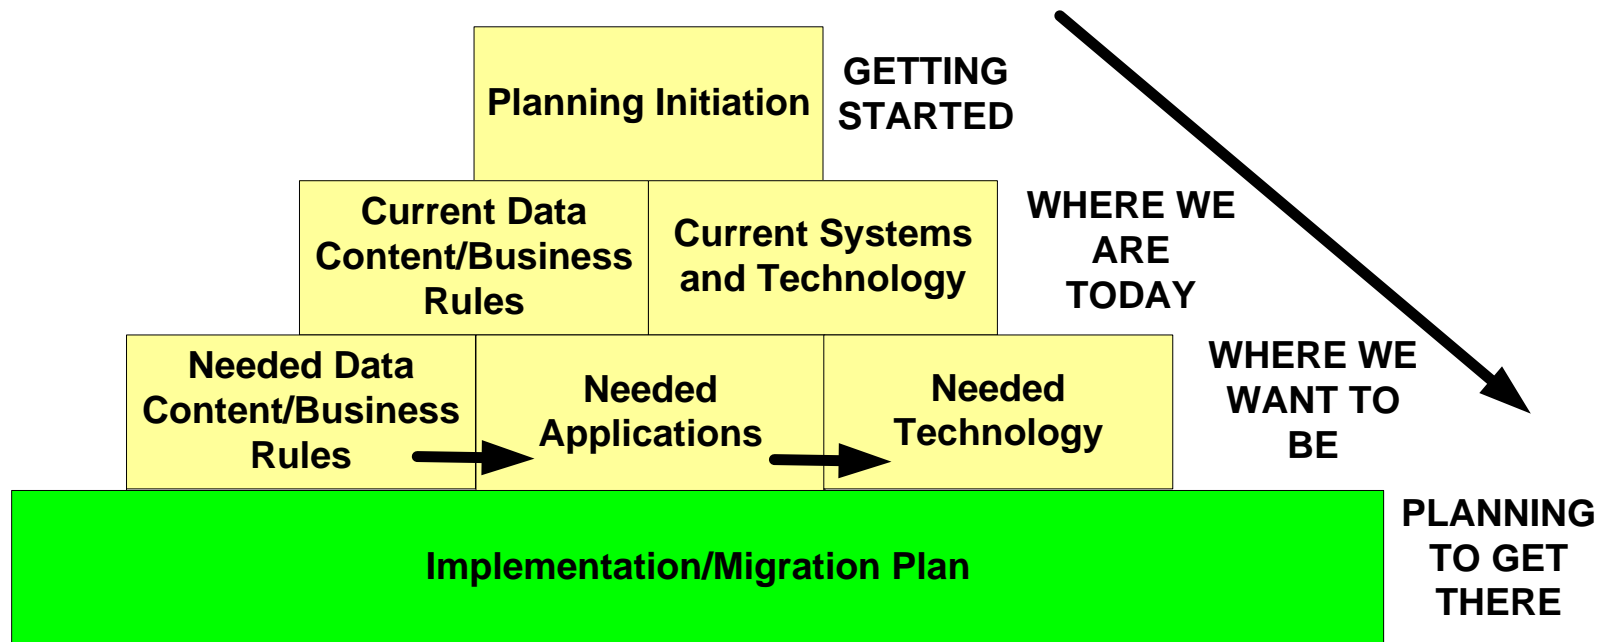 Planning Initiation
GETTING
STARTED
Current Data
Content/Business
Rules
Current Systems
and Technology
WHERE WE
ARE
TODAY
Needed Data
Content/Business
Rules
Needed
Applications
Needed
Technology
WHERE WE
WANT TO
BE
Implementation/Migration Plan
PLANNING
TO GET
THERE